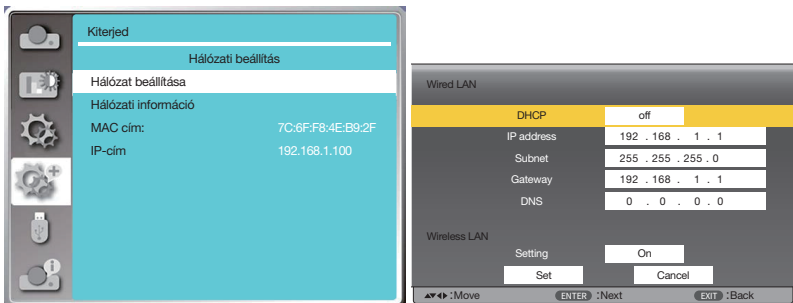 Kiterjed
Hálózati beállítás
Hálózat beállítása
Hálózati információ
MAC cím: 7C:6F:F8:4E:B9:2F
IP-cím 192.168.1.100
Wired LAN
DHCP off
IP address 192 . 168 . 1 . 1
Subnet 255 . 255 . 255 . 0
Gateway 192 . 168 . 1 . 1
DNS 0 . 0 . 0 . 0
Wireless LAN
Setting On
Set Cancel
▲▼◀▶ :Move ENTER :Next EXIT :Back